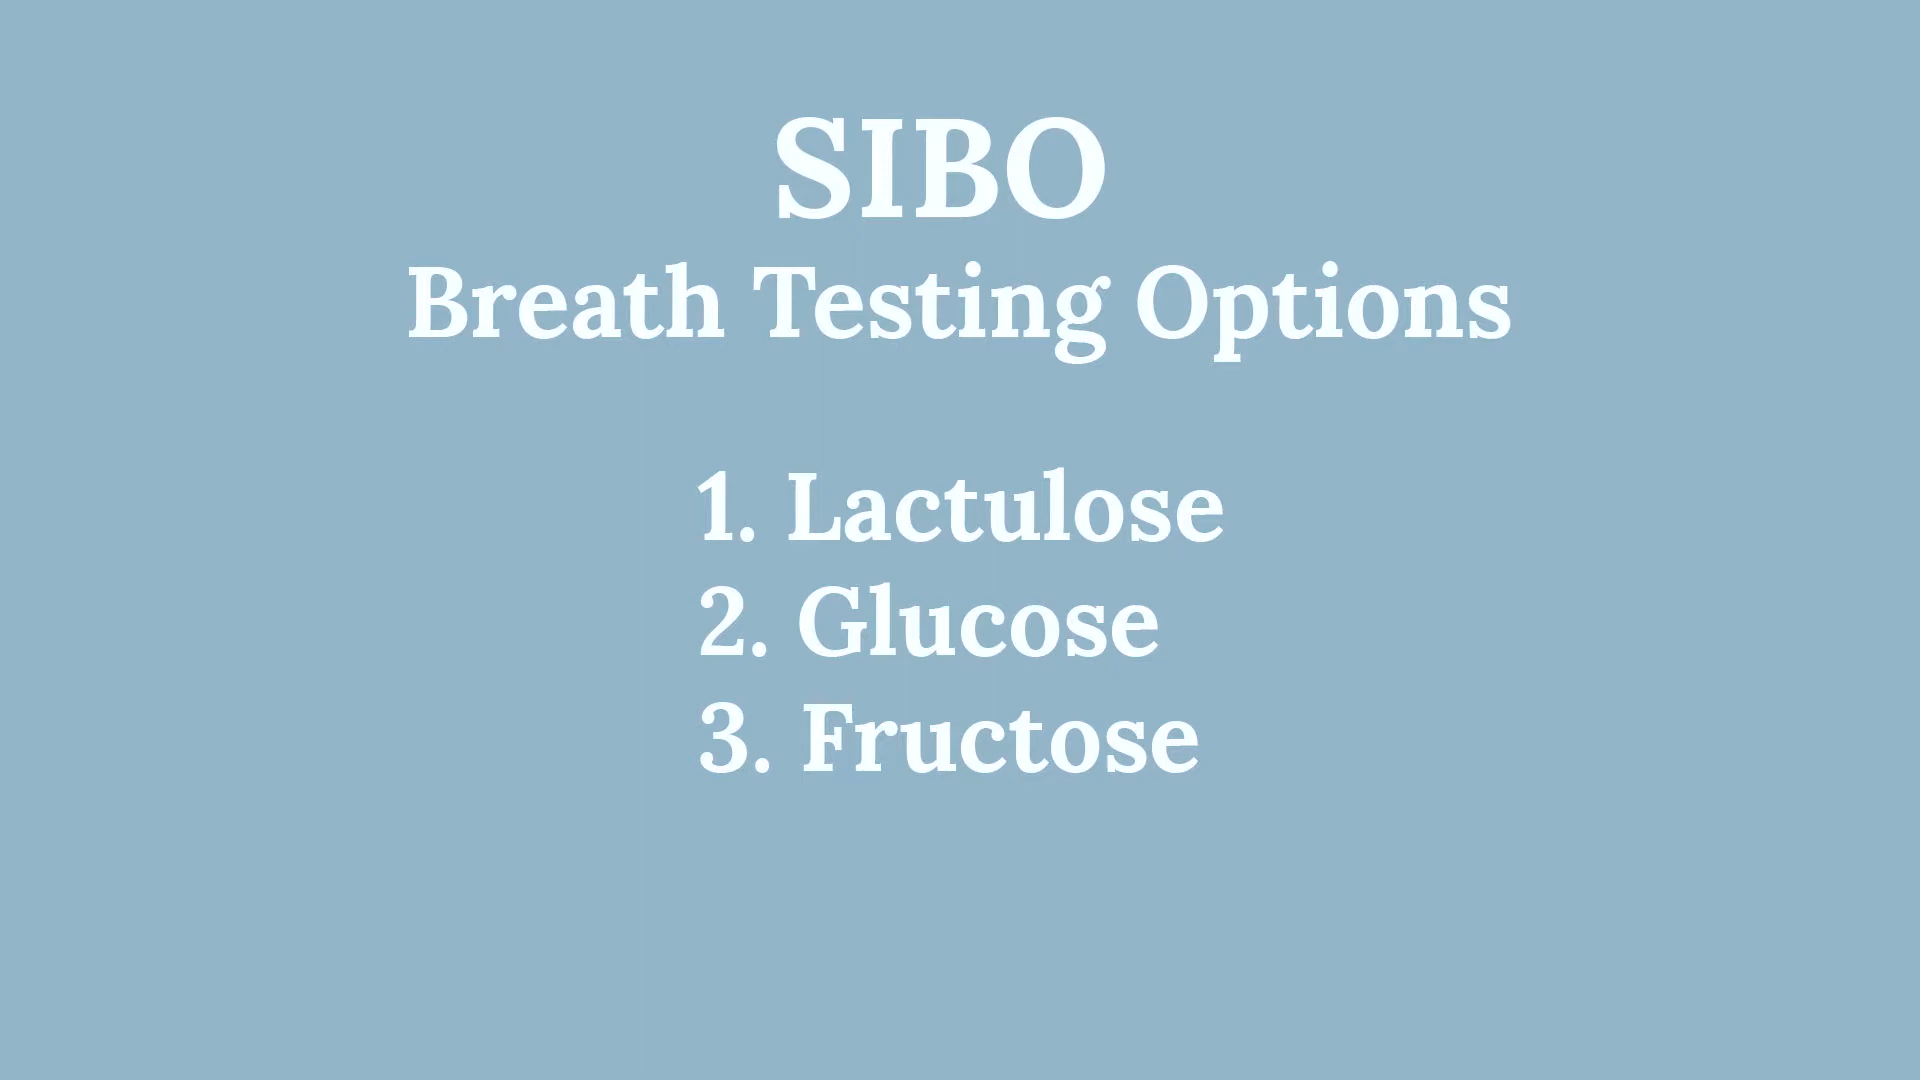 SIBO
Breath Testing Options
1. Lactulose
2. Glucose
3. Fructose